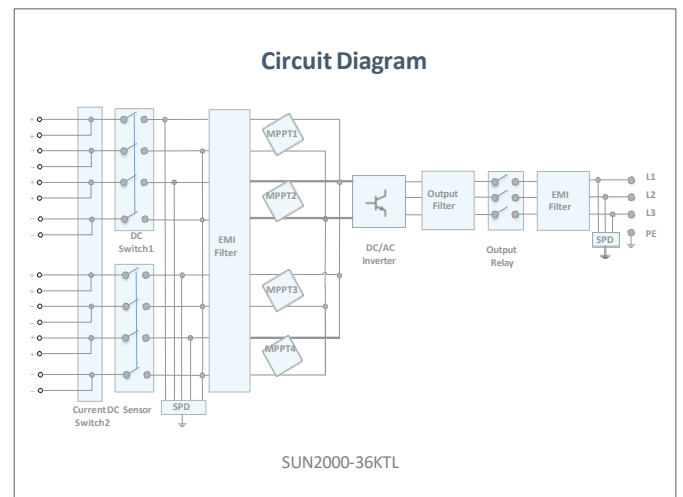 Circuit Diagram
+
+
−
−
+
+
−
−
DC
Switch1
+
+
−
−
+
+
−
−
Current DC Sensor
Switch2
SPD
EMI
Filter
MPPT1
MPPT2
MPPT3
MPPT4
DC/AC
Inverter
Output
Filter
Output
Relay
EMI
Filter
L1
L2
L3
PE
SPD
SUN2000-36KTL